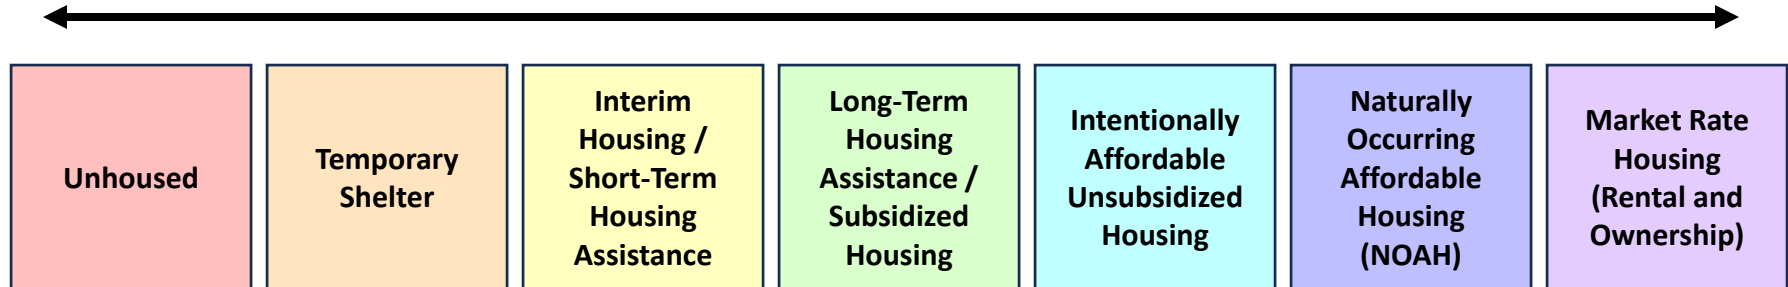 Unhoused
Temporary
Shelter
Interim
Housing /
Short-Term
Housing
Assistance
Long-Term
Housing
Assistance /
Subsidized
Housing
Intentionally
Affordable
Unsubsidized
Housing
Naturally
Occurring
Affordable
Housing
(NOAH)
Market Rate
Housing
(Rental and
Ownership)